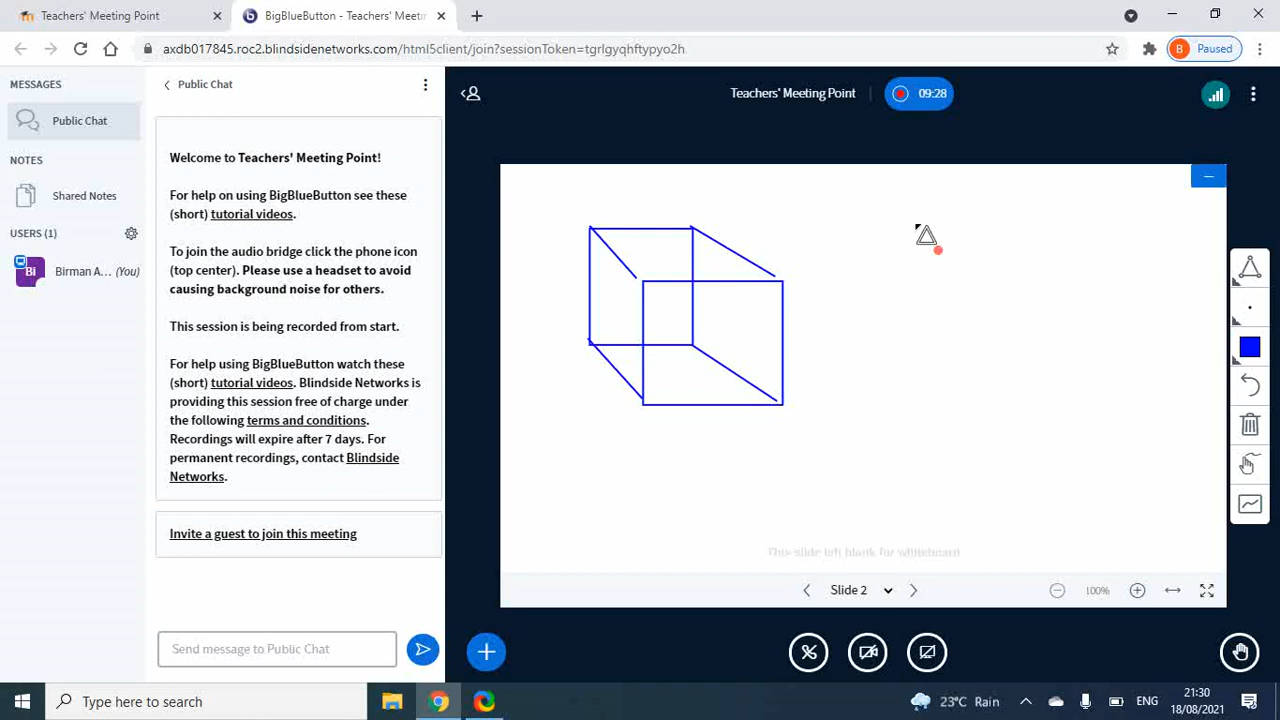 Teachers' Meeting Point
BigBlueButton - Teachers' Meetin
axdb017845.roc2.blindsidenetworks.com/html5client/join?sessionToken=tgrlgyqhftypyo2h
B Paused
MESSAGES
Public Chat
NOTES
Shared Notes
USERS (1)
Bi Birman A... (You)
Public Chat
Welcome to Teachers' Meeting Point!
For help on using BigBlueButton see these
(short) tutorial videos.
To join the audio bridge click the phone icon
(top center). Please use a headset to avoid
causing background noise for others.
This session is being recorded from start.
For help using BigBlueButton watch these
(short) tutorial videos. Blindside Networks is
providing this session free of charge under
the following terms and conditions.
Recordings will expire after 7 days. For
permanent recordings, contact Blindside
Networks.
Invite a guest to join this meeting
Send message to Public Chat
Teachers' Meeting Point
09:28
This slide left blank for whiteboard
Slide 2
100%
Type here to search
23°C Rain
ENG
21:30
18/08/2021